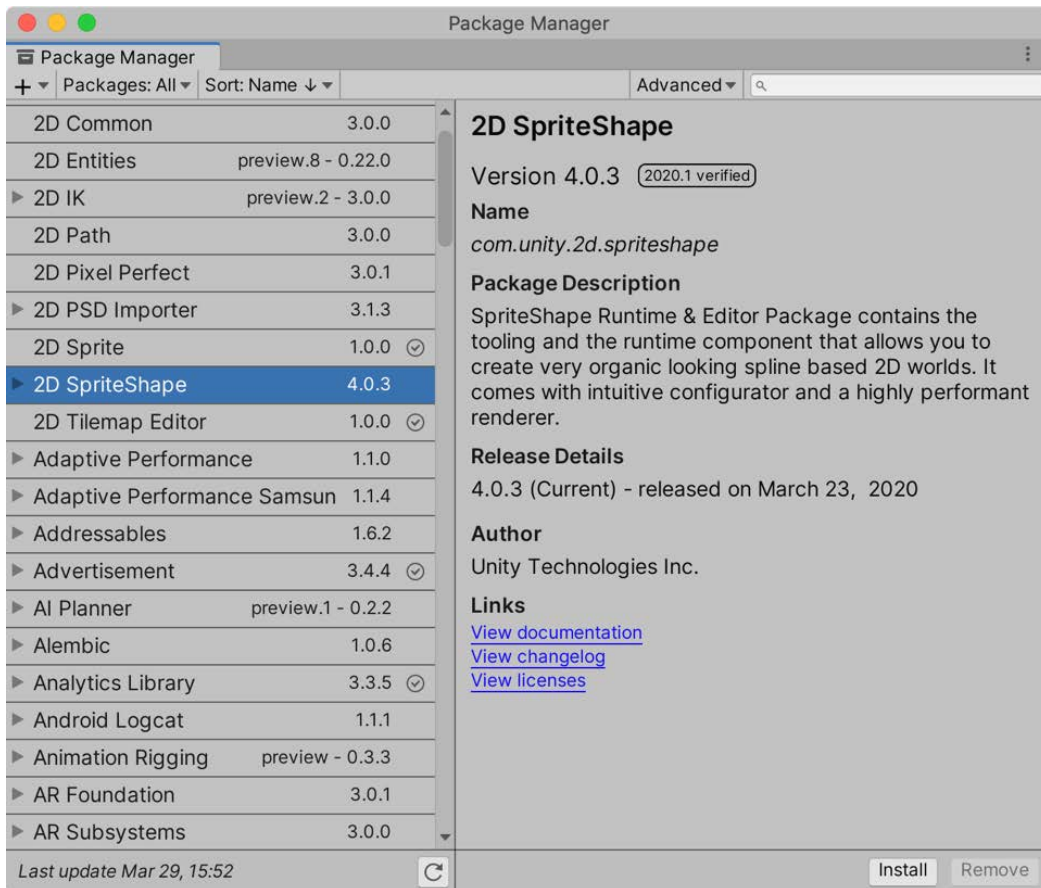 Package Manager
Package Manager
+ Packages: All Sort: Name ↓ Advanced
2D Common 3.0.0
2D Entities preview.8 - 0.22.0
2D IK preview.2 - 3.0.0
2D Path 3.0.0
2D Pixel Perfect 3.0.1
2D PSD Importer 3.1.3
2D Sprite 1.0.0
2D SpriteShape 4.0.3
2D Tilemap Editor 1.0.0
Adaptive Performance 1.1.0
Adaptive Performance Samsun 1.1.4
Addressables 1.6.2
Advertisement 3.4.4
AI Planner preview.1 - 0.2.2
Alembic 1.0.6
Analytics Library 3.3.5
Android Logcat 1.1.1
Animation Rigging preview - 0.3.3
AR Foundation 3.0.1
AR Subsystems 3.0.0
Last update Mar 29, 15:52
2D SpriteShape
Version 4.0.3 2020.1 verified
Name
com.unity.2d.spriteshape
Package Description
SpriteShape Runtime & Editor Package contains the
tooling and the runtime component that allows you to
create very organic looking spline based 2D worlds. It
comes with intuitive configurator and a highly performant
renderer.
Release Details
4.0.3 (Current) - released on March 23, 2020
Author
Unity Technologies Inc.
Links
View documentation
View changelog
View licenses
Install Remove